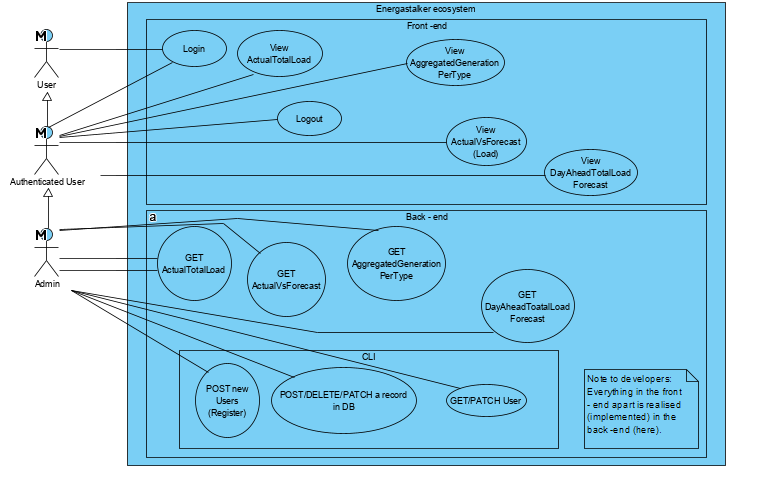 Energastalker ecosystem
Front -end
M
User
Login
View
ActualTotalLoad
View
AggregatedGeneration
PerType
Logout
M
Authenticated User
View
ActualVsForecast
(Load)
View
DayAheadTotalLoad
Forecast
a
Back - end
M
Admin
GET
ActualTotalLoad
GET
ActualVsForecast
GET
AggregatedGeneration
PerType
GET
DayAheadToatalLoad
Forecast
CLI
POST new
Users
(Register)
POST/DELETE/PATCH a record
in DB
GET/PATCH User
Note to developers:
Everything in the front
- end apart is realised
(implemented) in the
back-end (here).